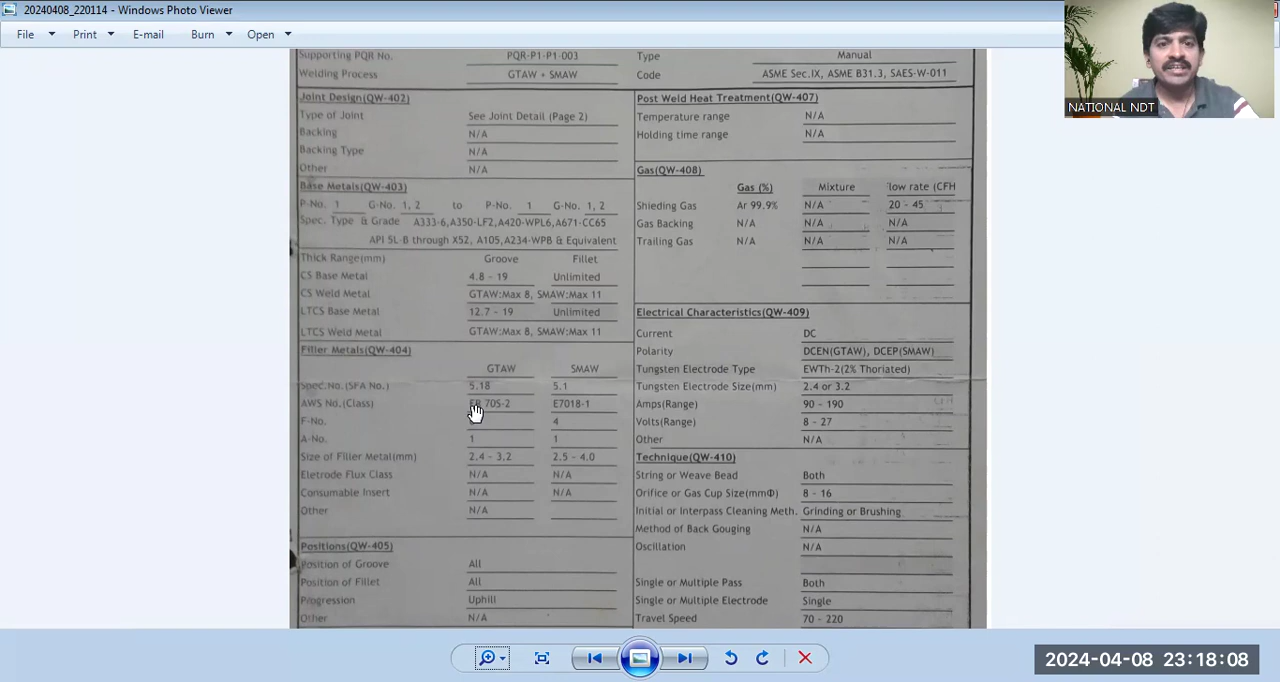 20240408_220114 - Windows Photo Viewer
File Print E-mail Burn Open
NATIONAL NDT
Supporting PQR No. PQR-P1-P1-003
Welding Process GTAW + SMAW
Joint Design(QW-402)
Type of Joint See Joint Detail (Page 2)
Backing N/A
Backing Type N/A
Other N/A
Base Metals(QW-403)
P-No. 1 G-No. 1, 2 to P-No. 1 G-No. 1, 2
Spec. Type & Grade A333-6,A350-LF2,A420-WPL6,A671-CC65
API 5L-B through X52, A105,A234-WPB & Equivalent
Thick Range(mm) Groove Fillet
CS Base Metal 4.8 - 19 Unlimited
CS Weld Metal GTAW:Max 8, SMAW:Max 11
LTCS Base Metal 12.7 - 19 Unlimited
LTCS Weld Metal GTAW:Max 8, SMAW:Max 11
Filler Metals(QW-404)
GTAW SMAW
Spec.No.(SFA No.) 5.18 5.1
AWS No.(Class) 70S-2 E7018-1
F-No. 4
A-No. 1 1
Size of Filler Metal(mm) 2.4 - 3.2 2.5 - 4.0
Eletrode Flux Class N/A N/A
Consumable Insert N/A N/A
Other N/A
Positions(QW-405)
Position of Groove All
Position of Fillet All
Progression Uphill
Other N/A
Type Manual
Code ASME Sec.IX, ASME B31.3, SAES-W-011
Post Weld Heat Treatment(QW-407)
Temperature range N/A
Holding time range N/A
Gas(QW-408)
Gas (%) Mixture low rate (CFH
Shieding Gas Ar 99.9% N/A 20 - 45
Gas Backing N/A N/A N/A
Trailing Gas N/A N/A N/A
Electrical Characteristics(QW-409)
Current DC
Polarity DCEN(GTAW), DCEP(SMAW)
Tungsten Electrode Type EWTh-2(2% Thoriated)
Tungsten Electrode Size(mm) 2.4 or 3.2
Amps(Range) 90 - 190
Volts(Range) 8 - 27
Other N/A
Technique(QW-410)
String or Weave Bead Both
Orifice or Gas Cup Size(mmΦ) 8 - 16
Initial or Interpass Cleaning Meth. Grinding or Brushing
Method of Back Gouging N/A
Oscillation N/A
Single or Multiple Pass Both
Single or Multiple Electrode Single
Travel Speed 70 - 220
2024-04-08 23:18:08